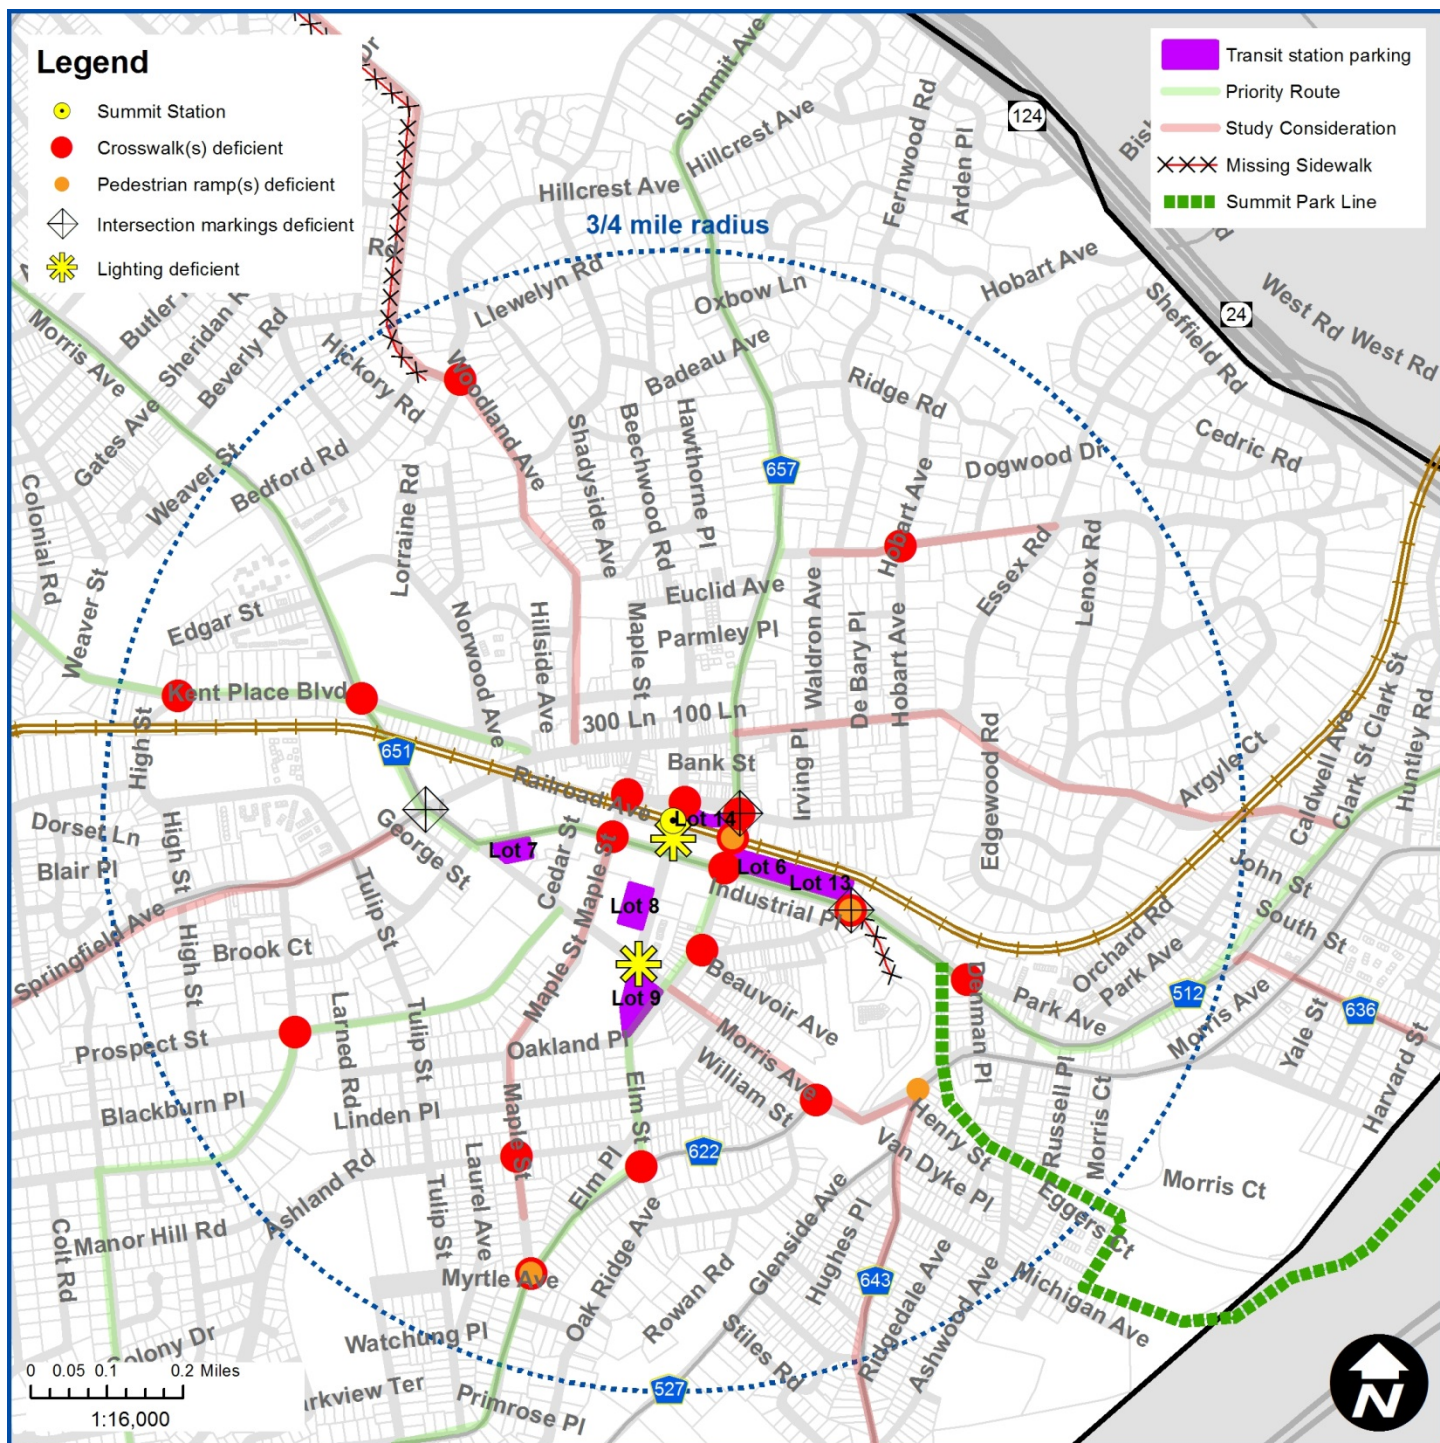 Legend
Summit Station
Crosswalk(s) deficient
Pedestrian ramp(s) deficient
Intersection markings deficient
Lighting deficient
Transit station parking
Priority Route
Study Consideration
Missing Sidewalk
Summit Park Line
Dr
Summit Ave
Hillcrest Ave
Hillcrest Ave
Fernwood Rd
Arden Pl
124
3/4 mile radius
Rd
Llewelyn Rd
Oxbow Ln
Hobart Ave
Sheffield Rd
24
West Rd
West Rd
Morris Ave
Butler
Sheridan R
Beverly Rd
Hickory Rd
Woodland Ave
Badeau Ave
Ridge Rd
Cedric Rd
Gates Ave
Weaver St
Bedford Rd
Lorraine Rd
Shadyside Ave
Beechwood Rd
Hawthorne Pl
657
Hobart Ave
Dogwood Dr
Colonial Rd
Weaver St
Edgar St
Norwood Ave
Hillside Ave
Maple St
Euclid Ave
Parmley Pl
Waldron Ave
De Bary Pl
Hobart Ave
Essex Rd
Lenox Rd
Kent Place Blvd
300 Ln
100 Ln
High St
651
Railroad Ave
Bank St
Irving Pl
Edgewood Rd
Argyle Ct
Caldwell Ave
Clark St
Clark St
Huntley Rd
Dorset Ln
Blair Pl
High St
George St
Lot 7
Cedar St
Maple St
Lot 14
Lot 6
Lot 13
Industrial Pl
John St
South St
Springfield Ave
High St
Brook Ct
Tulip St
Lot 8
Lot 9
Beauvoir Ave
Denman Pl
Orchard Rd
Park Ave
Park Ave
512
Morris Ave
Yale St
636
Harvard St
Prospect St
Larned Rd
Tulip St
Maple St
Oakland Pl
Morris Ave
William St
Blackburn Pl
Linden Pl
Maple St
Elm St
622
Henry St
Van Dyke Pl
Russell Pl
Morris Ct
Morris Ct
Ashland Rd
Tulip St
Laurel Ave
Elm Pl
Oak Ridge Ave
Glenside Ave
Hughes Pl
Eggers Ct
Colt Rd
Manor Hill Rd
Myrtle Ave
Rowan Rd
643
Ridgedale Ave
Ashwood Ave
Michigan Ave
Colony Dr
Watchung Pl
Stiles Rd
527
rkview Ter
Primrose Pl
0 0.05 0.1 0.2 Miles
1:16,000
N